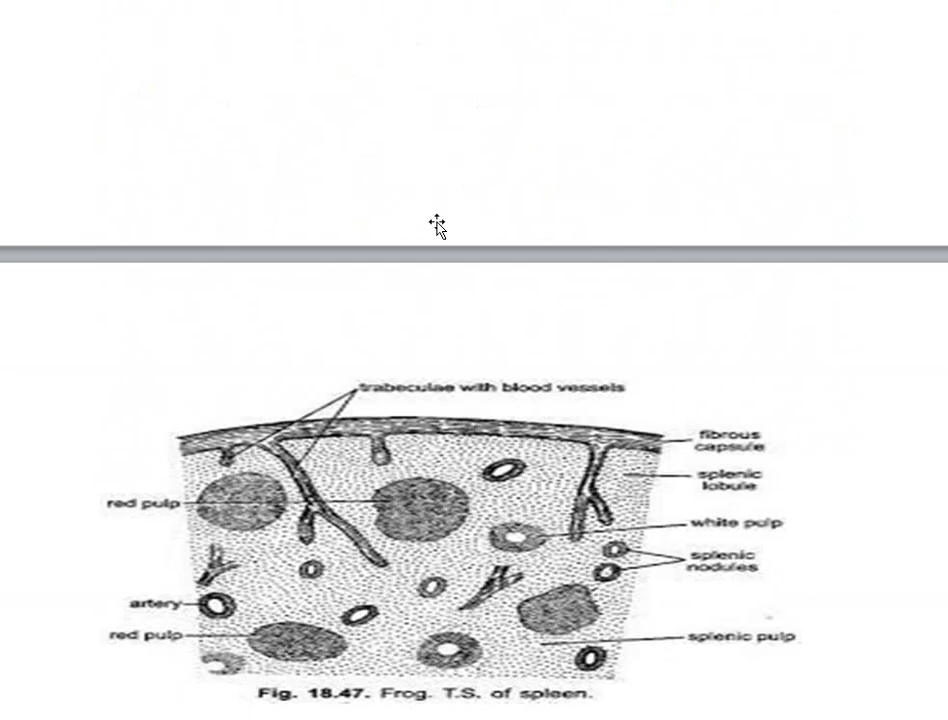 trabeculae with blood vessels
fibrous
capsule
splenic
lobule
red pulp
white pulp
splenic
nodules
artery
red pulp
splenic pulp
Fig. 18.47. Frog. T.S. of spleen.